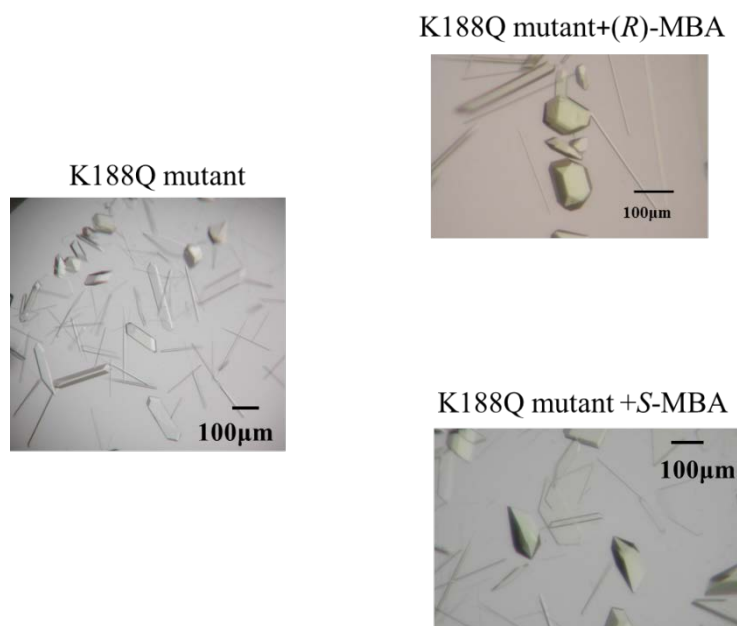 K188Q mutant+(R)-MBA
100μm
K188Q mutant
100μm
K188Q mutant +S-MBA
100μm